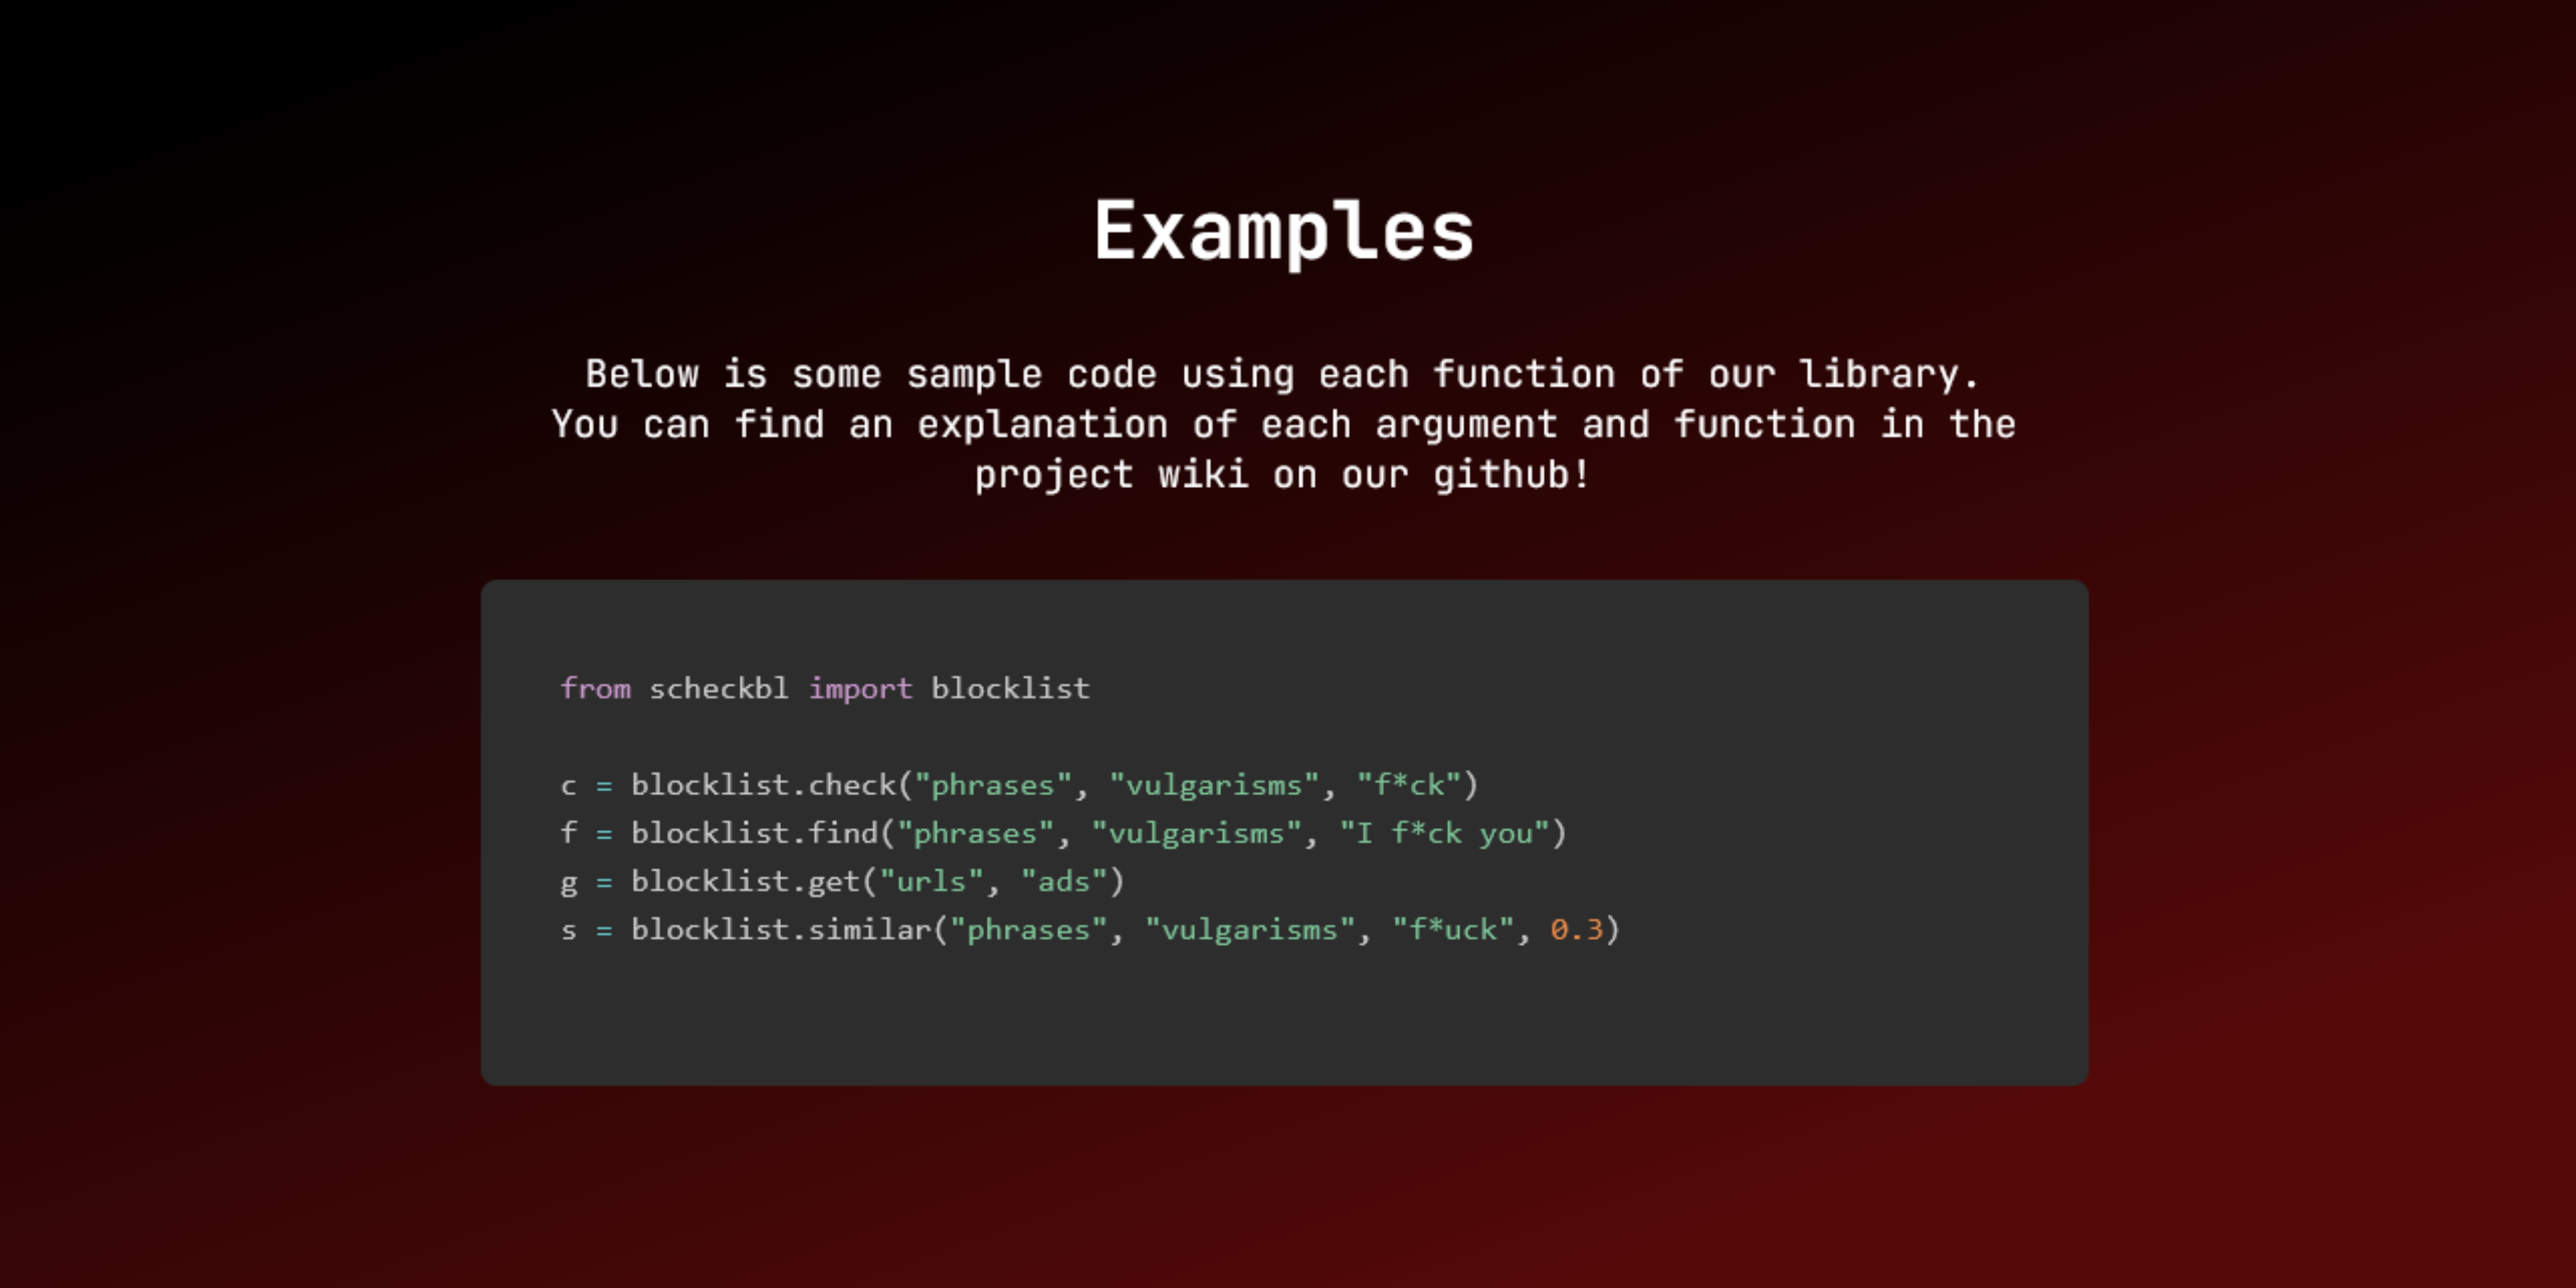 Examples
Below is some sample code using each function of our library.
You can find an explanation of each argument and function in the
project wiki on our github!
from scheckbl import blocklist
c = blocklist.check("phrases", "vulgarisms", "f*ck")
f = blocklist.find("phrases", "vulgarisms", "I f*ck you")
g = blocklist.get("urls", "ads")
s = blocklist.similar("phrases", "vulgarisms", "f*uck", 0.3)